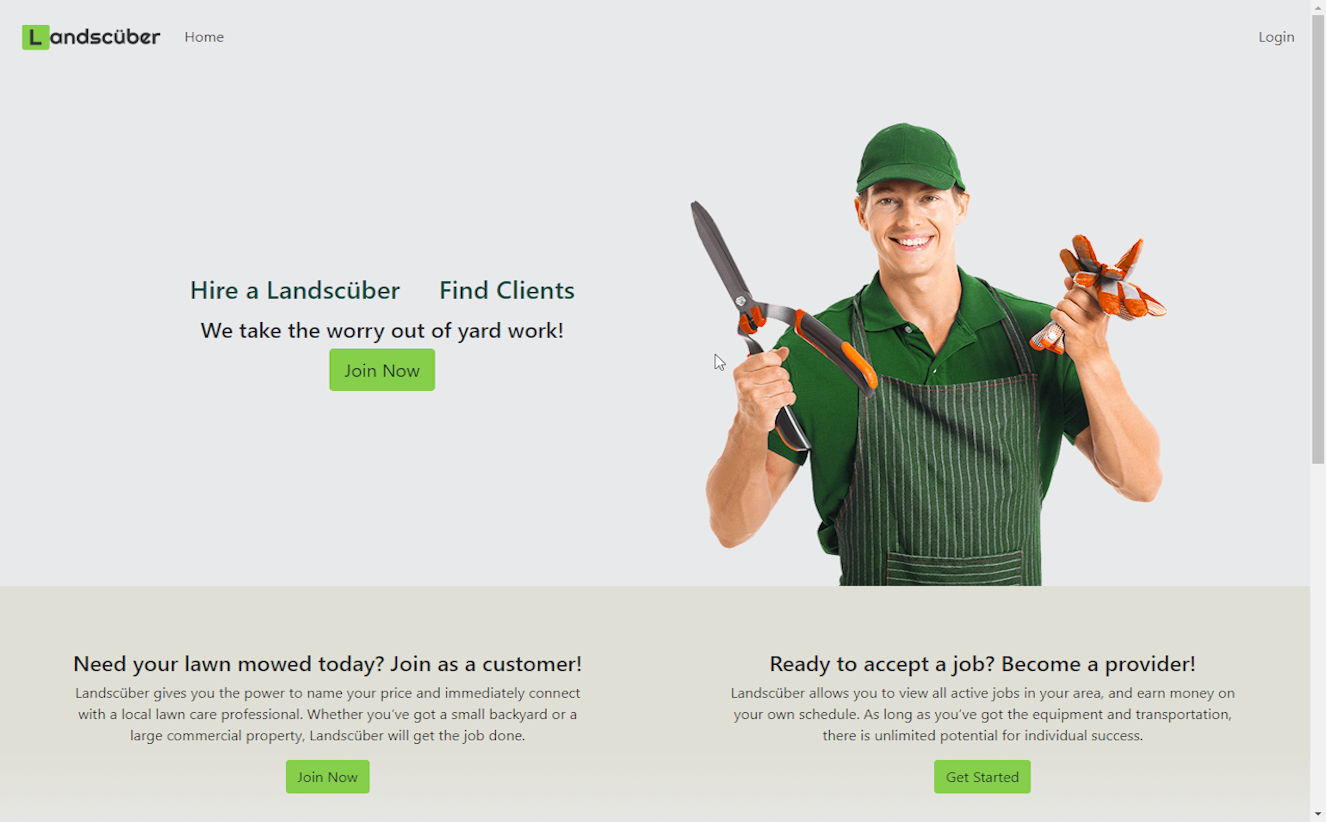 Landscüber Home Login
Hire a Landscüber Find Clients
We take the worry out of yard work!
Join Now
Need your lawn mowed today? Join as a customer!
Landscüber gives you the power to name your price and immediately connect
with a local lawn care professional. Whether you've got a small backyard or a
large commercial property, Landscüber will get the job done.
Join Now
Ready to accept a job? Become a provider!
Landscüber allows you to view all active jobs in your area, and earn money on
your own schedule. As long as you've got the equipment and transportation,
there is unlimited potential for individual success.
Get Started